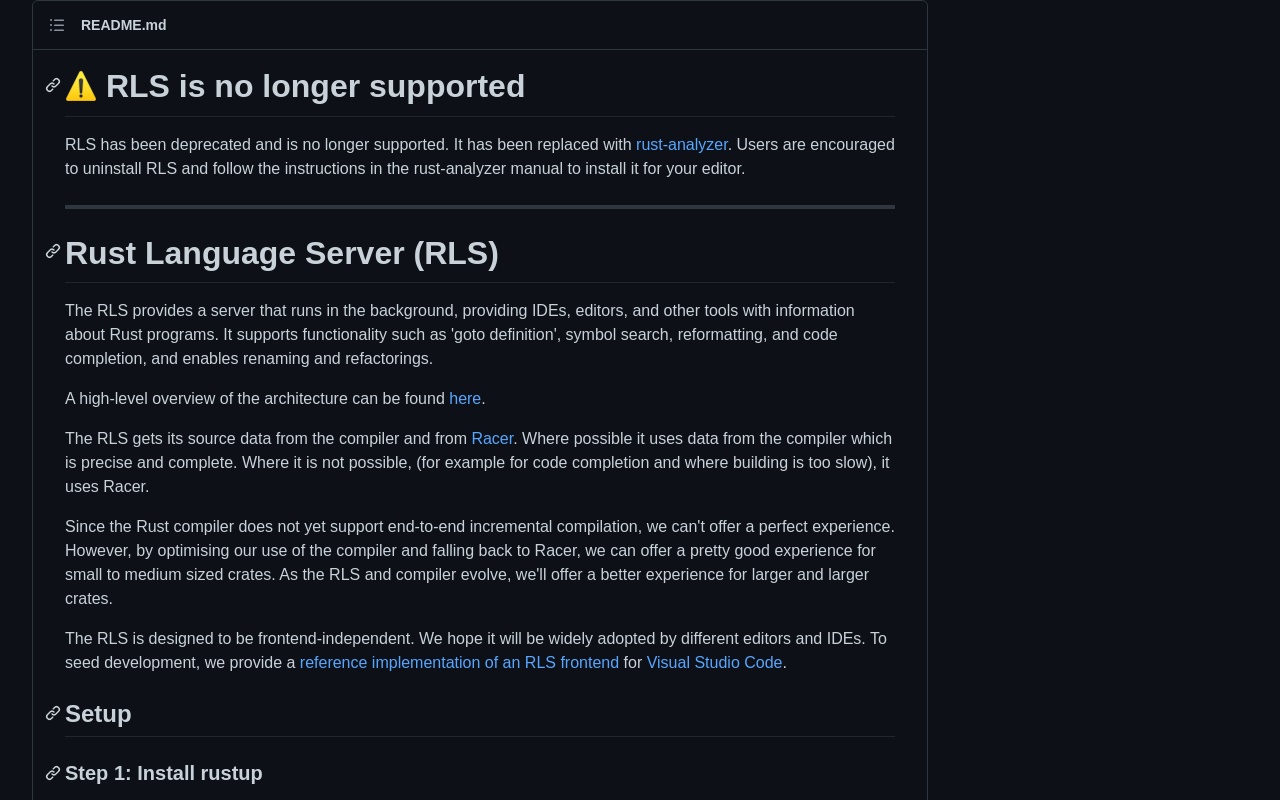 README.md
⚠️ RLS is no longer supported
RLS has been deprecated and is no longer supported. It has been replaced with rust-analyzer. Users are encouraged
to uninstall RLS and follow the instructions in the rust-analyzer manual to install it for your editor.
Rust Language Server (RLS)
The RLS provides a server that runs in the background, providing IDEs, editors, and other tools with information
about Rust programs. It supports functionality such as 'goto definition', symbol search, reformatting, and code
completion, and enables renaming and refactorings.
A high-level overview of the architecture can be found here.
The RLS gets its source data from the compiler and from Racer. Where possible it uses data from the compiler which
is precise and complete. Where it is not possible, (for example for code completion and where building is too slow), it
uses Racer.
Since the Rust compiler does not yet support end-to-end incremental compilation, we can't offer a perfect experience.
However, by optimising our use of the compiler and falling back to Racer, we can offer a pretty good experience for
small to medium sized crates. As the RLS and compiler evolve, we'll offer a better experience for larger and larger
crates.
The RLS is designed to be frontend-independent. We hope it will be widely adopted by different editors and IDEs. To
seed development, we provide a reference implementation of an RLS frontend for Visual Studio Code.
Setup
Step 1: Install rustup